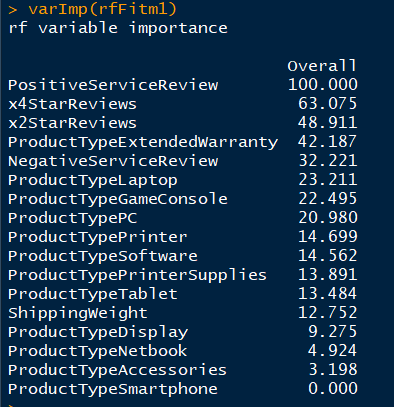 > varImp(rfFitm1)
rf variable importance
Overall
PositiveServiceReview 100.000
x4StarReviews 63.075
x2StarReviews 48.911
ProductTypeExtendedWarranty 42.187
NegativeServiceReview 32.221
ProductTypeLaptop 23.211
ProductTypeGameConsole 22.495
ProductTypePC 20.980
ProductTypePrinter 14.699
ProductTypeSoftware 14.562
ProductTypePrinterSupplies 13.891
ProductTypeTablet 13.484
ShippingWeight 12.752
ProductTypeDisplay 9.275
ProductTypeNetbook 4.924
ProductTypeAccessories 3.198
ProductTypeSmartphone 0.000